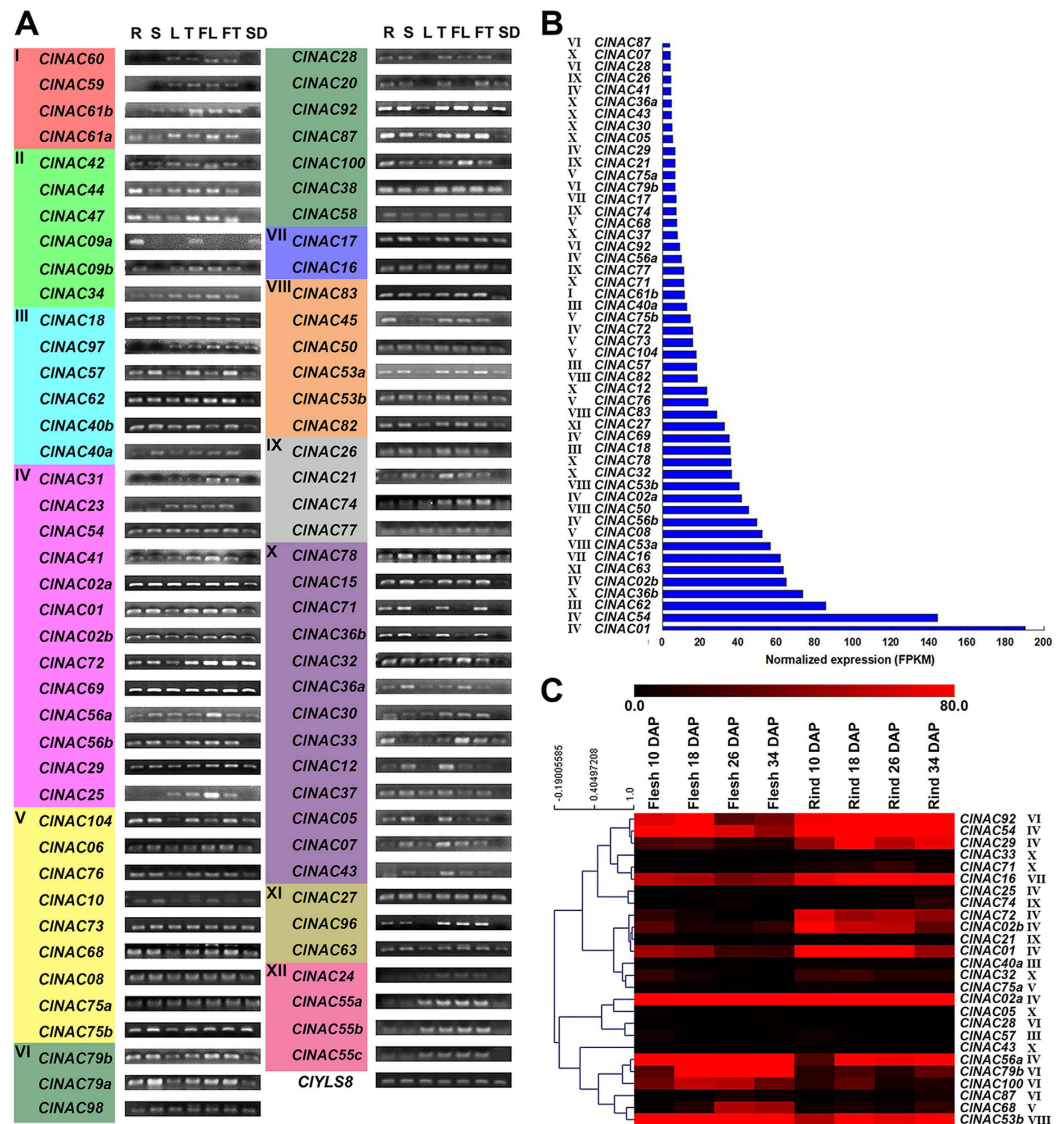 A
R S L T FL FT SD
I ClNAC60
ClNAC59
ClNAC61b
ClNAC61a
II ClNAC42
ClNAC44
ClNAC47
ClNAC09a
ClNAC09b
ClNAC34
III ClNAC18
ClNAC97
ClNAC57
ClNAC62
ClNAC40b
ClNAC40a
IV ClNAC31
ClNAC23
ClNAC54
ClNAC41
ClNAC02a
ClNAC01
ClNAC02b
ClNAC72
ClNAC69
ClNAC56a
ClNAC56b
ClNAC29
ClNAC25
V ClNAC104
ClNAC06
ClNAC76
ClNAC10
ClNAC73
ClNAC68
ClNAC08
ClNAC75a
ClNAC75b
VI ClNAC79b
ClNAC79a
ClNAC98
R S L T FL FT SD
ClNAC28
ClNAC20
ClNAC92
ClNAC87
ClNAC100
ClNAC38
ClNAC58
VII ClNAC17
ClNAC16
VIII ClNAC83
ClNAC45
ClNAC50
ClNAC53a
ClNAC53b
ClNAC82
IX ClNAC26
ClNAC21
ClNAC74
ClNAC77
X ClNAC78
ClNAC15
ClNAC71
ClNAC36b
ClNAC32
ClNAC36a
ClNAC30
ClNAC33
ClNAC12
ClNAC37
ClNAC05
ClNAC07
ClNAC43
XI ClNAC27
ClNAC96
ClNAC63
XII ClNAC24
ClNAC55a
ClNAC55b
ClNAC55c
ClYLS8
B
VI ClNAC87
X ClNAC07
VI ClNAC28
IX ClNAC26
IV ClNAC41
X ClNAC36a
X ClNAC43
X ClNAC30
X ClNAC05
IV ClNAC29
IX ClNAC21
V ClNAC75a
VI ClNAC79b
VII ClNAC17
IX ClNAC74
V ClNAC68
X ClNAC37
VI ClNAC92
IV ClNAC56a
IX ClNAC77
X ClNAC71
I ClNAC61b
III ClNAC40a
V ClNAC75b
IV ClNAC72
V ClNAC73
V ClNAC104
III ClNAC57
VIII ClNAC82
X ClNAC12
V ClNAC76
VIII ClNAC83
XI ClNAC27
IV ClNAC69
III ClNAC18
X ClNAC78
X ClNAC32
VIII ClNAC53b
IV ClNAC02a
VIII ClNAC50
IV ClNAC56b
V ClNAC08
VIII ClNAC53a
VII ClNAC16
XI ClNAC63
IV ClNAC02b
X ClNAC36b
III ClNAC62
IV ClNAC54
IV ClNAC01
0 20 40 60 80 100 120 140 160 180 200
Normalized expression (FPKM)
C
0.0 80.0
-0.19005585 0.40497208 1.0
Flesh 10 DAP
Flesh 18 DAP
Flesh 26 DAP
Flesh 34 DAP
Rind 10 DAP
Rind 18 DAP
Rind 26 DAP
Rind 34 DAP
ClNAC92 VI
ClNAC54 IV
ClNAC29 IV
ClNAC33 X
ClNAC71 X
ClNAC16 VII
ClNAC25 IV
ClNAC74 IX
ClNAC72 IV
ClNAC02b IV
ClNAC21 IX
ClNAC01 IV
ClNAC40a III
ClNAC32 X
ClNAC75a V
ClNAC02a IV
ClNAC05 X
ClNAC28 VI
ClNAC57 III
ClNAC43 X
ClNAC56a IV
ClNAC79b VI
ClNAC100 VI
ClNAC87 VI
ClNAC68 V
ClNAC53b VIII